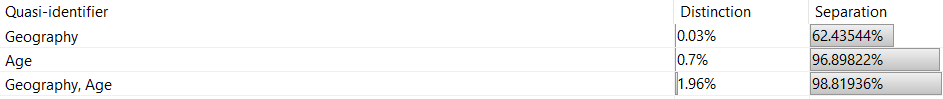 Quasi-identifier Distinction Separation
Geography 0.03% 62.43544%
Age 0.7% 96.89822%
Geography, Age 1.96% 98.81936%